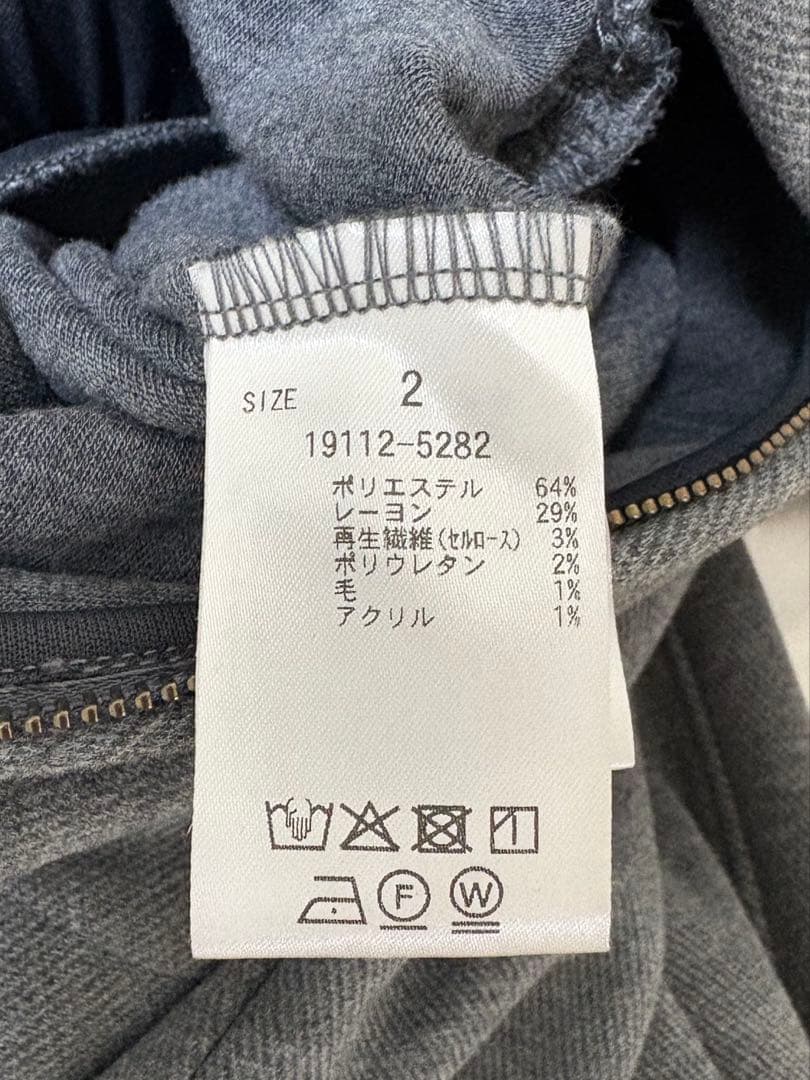 SIZE 2
19112-5282
ポリエステル 64%
レーヨン 29%
再生繊維(ｾﾙﾛｰｽ) 3%
ポリウレタン 2%
毛 1%
アクリル 1%
F W